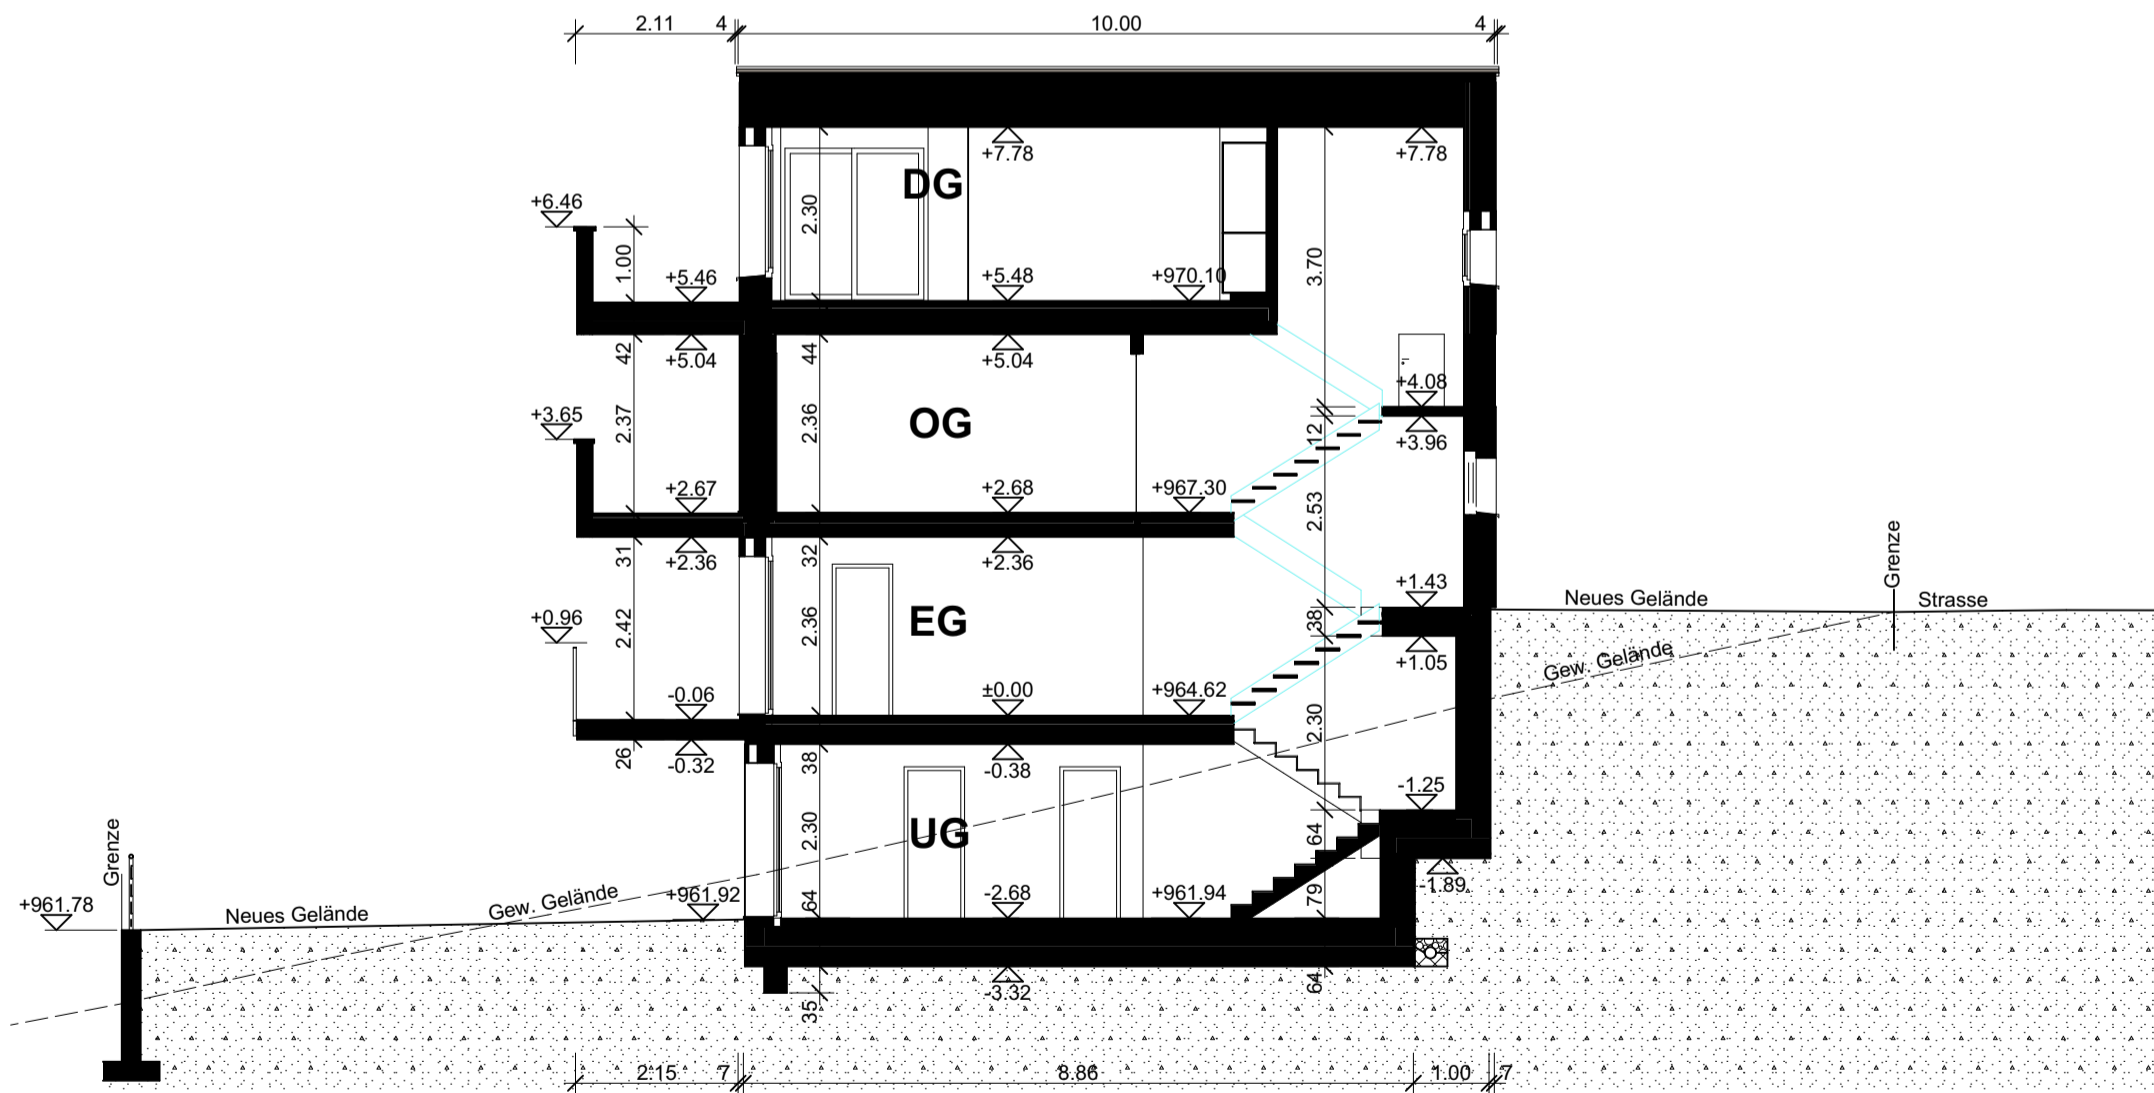 2.11 4 10.00 4
+7.78 +7.78
DG
+6.46
2.30
1.00
3.70
+5.46 +5.48 +970.10
42 +5.04 44 +5.04
+4.08
+3.65
2.37 2.36 OG 12 +3.96
+2.67 +2.68 +967.30
2.53
Grenze
31 +2.36 32 +2.36
+1.43
Neues Gelände Strasse
+0.96
2.42 2.36 EG 38
+1.05
Gew. Gelände
-0.06 ±0.00 +964.62
2.30
26 -0.32 38 -0.38
-1.25
Grenze
2.30 UG 64
-1.89
+961.78
Neues Gelände
Gew. Gelände
+961.92 64 -2.68 +961.94 79
-3.32 64
35
2.15 7 8.86 1.00 7